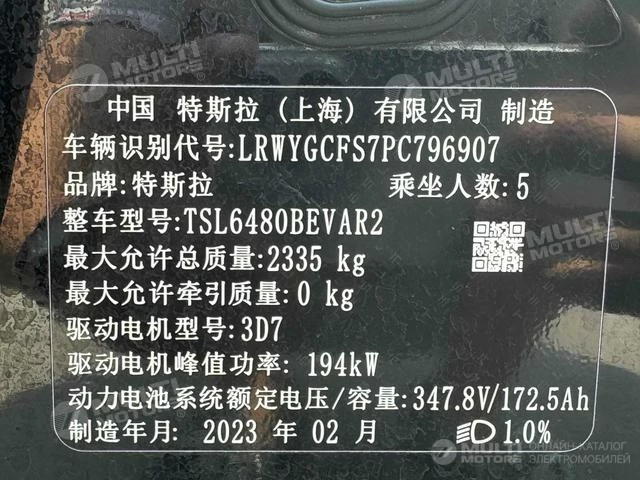 中国 特斯拉 (上海) 有限公司 制造
车辆识别代号:LRWYGCFS7PC796907
品牌:特斯拉 乘坐人数:5
整车型号:TSL6480BEVAR2
最大允许总质量:2335 kg
最大允许牵引质量:0 kg
驱动电机型号:3D7
驱动电机峰值功率: 194kW
动力电池系统额定电压/容量:347.8V/172.5Ah
制造年月: 2023 年 02 月 1.0%
MULTI MOTORS
MULTI MOTORS
MULTI MOTORS
MULTI MOTORS ОНЛАЙН-КАТАЛОГ ЭЛЕКТРОМОБИЛЕЙ